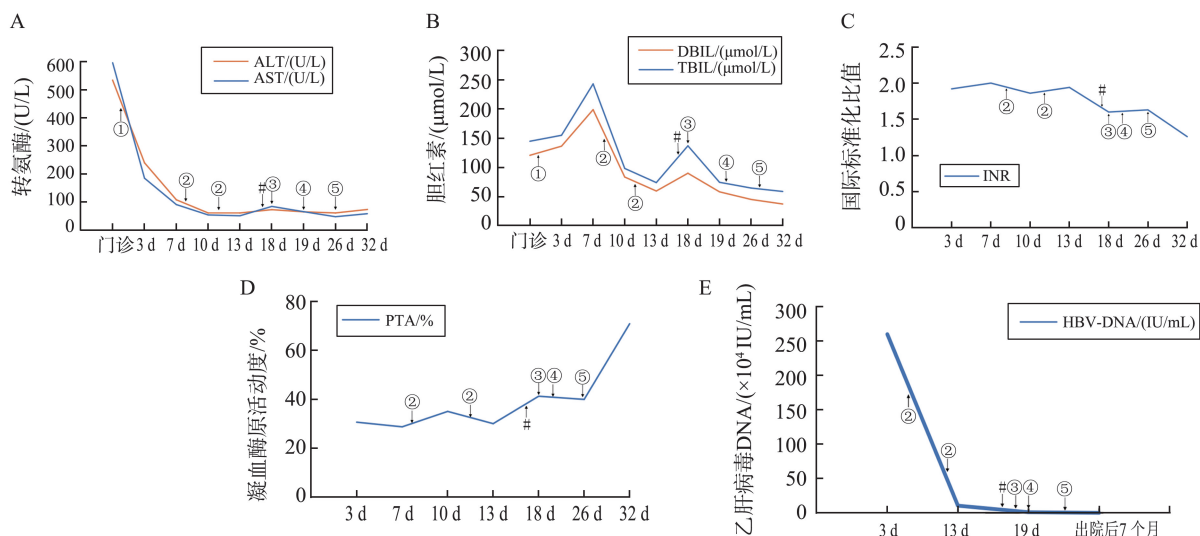 A
转氨酶/(U/L)
600
500
400
300
200
100
0
ALT/(U/L)
AST/(U/L)
①
②
②
#
③
④
⑤
门诊 3 d 7 d 10 d 13 d 18 d 19 d 26 d 32 d
B
胆红素/(μmol/L)
300
250
200
150
100
50
0
DBIL/(μmol/L)
TBIL/(μmol/L)
①
②
②
#
③
④
⑤
门诊 3 d 7 d 10 d 13 d 18 d 19 d 26 d 32 d
C
国际标准化比值
2.5
2.0
1.5
1.0
0.5
0
INR
②
②
#
③
④
⑤
3 d 7 d 10 d 13 d 18 d 26 d 32 d
D
凝血酶原活动度/%
80
60
40
20
0
PTA/%
②
②
#
③
④
⑤
3 d 7 d 10 d 13 d 18 d 26 d 32 d
E
乙肝病毒DNA/(×10⁴ IU/mL)
300
250
200
150
100
50
0
HBV-DNA/(IU/mL)
②
②
#
③
④
⑤
3 d 13 d 19 d 出院后7个月